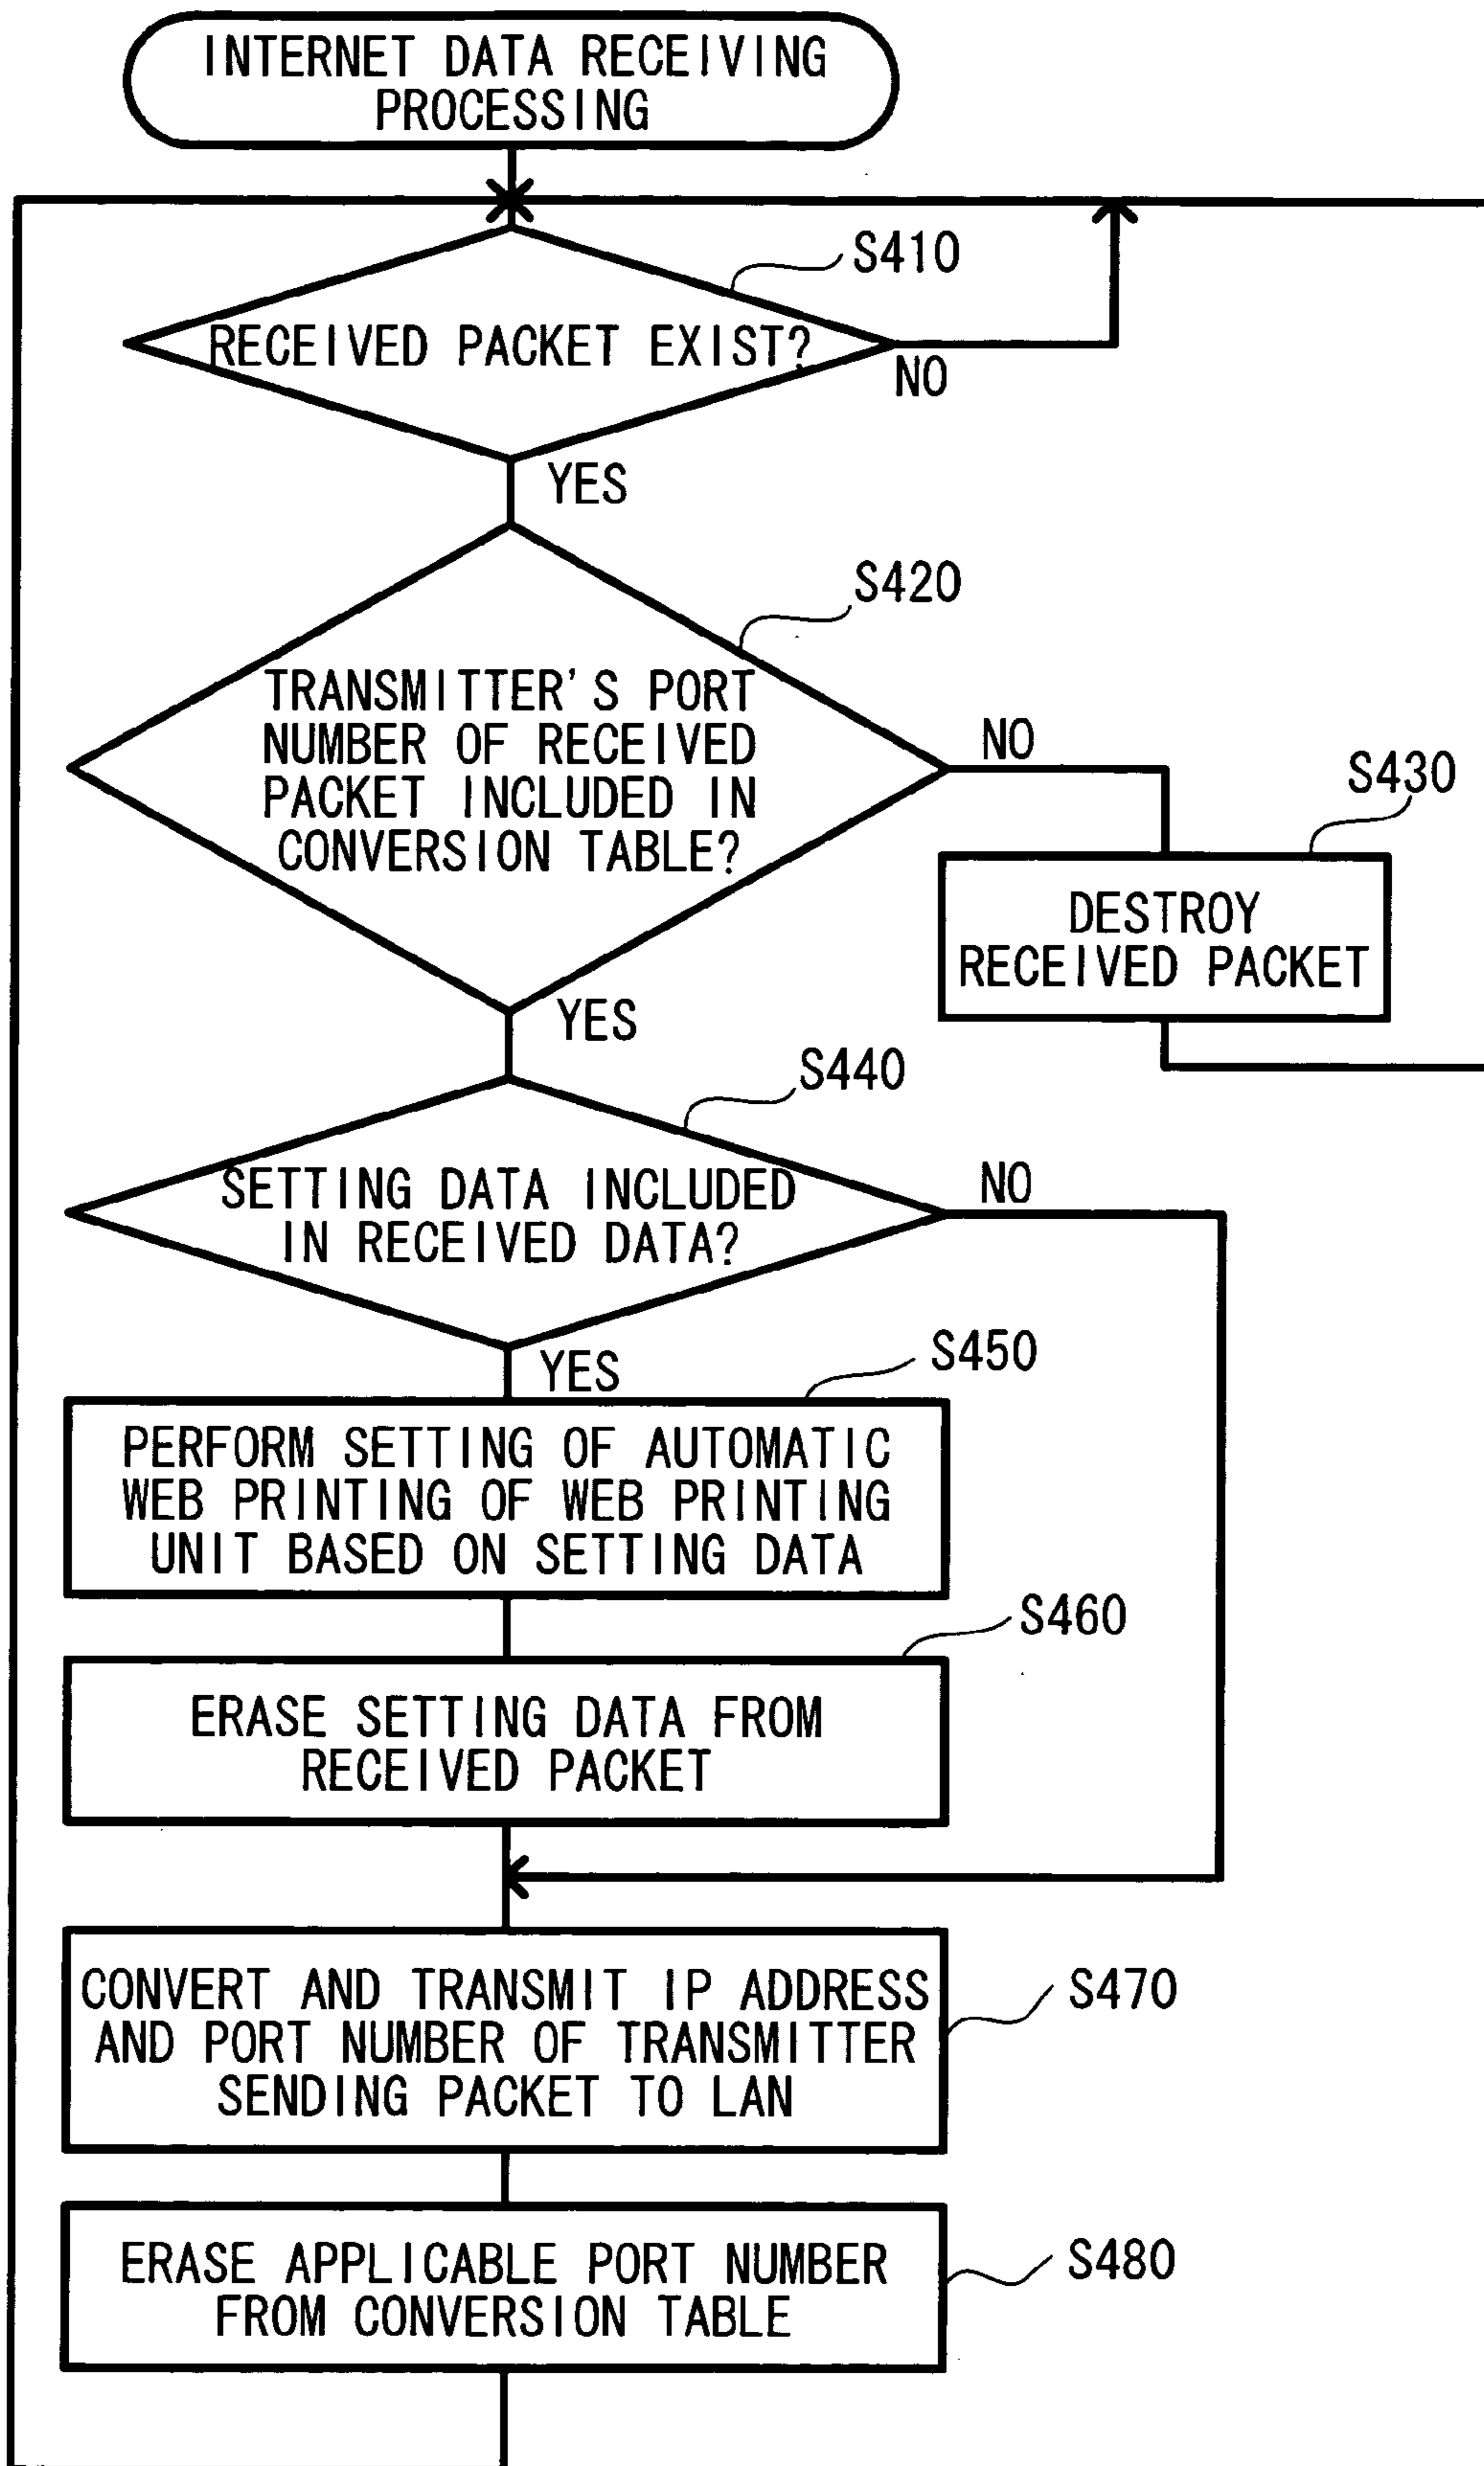 INTERNET DATA RECEIVING
PROCESSING
S410
RECEIVED PACKET EXIST?
NO
YES
S420
TRANSMITTER'S PORT
NUMBER OF RECEIVED
PACKET INCLUDED IN
CONVERSION TABLE?
NO
S430
DESTROY
RECEIVED PACKET
YES
S440
SETTING DATA INCLUDED
IN RECEIVED DATA?
NO
YES
S450
PERFORM SETTING OF AUTOMATIC
WEB PRINTING OF WEB PRINTING
UNIT BASED ON SETTING DATA
S460
ERASE SETTING DATA FROM
RECEIVED PACKET
CONVERT AND TRANSMIT IP ADDRESS
AND PORT NUMBER OF TRANSMITTER
SENDING PACKET TO LAN
S470
ERASE APPLICABLE PORT NUMBER
FROM CONVERSION TABLE
S480